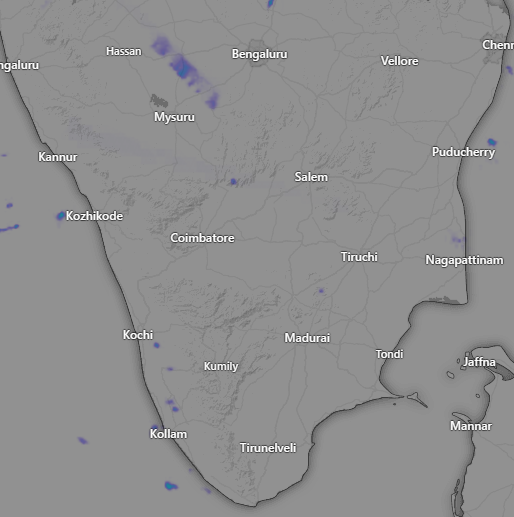 Hassan
Bengaluru
Chenn
Vellore
ngaluru
Mysuru
Kannur
Puducherry
Salem
Kozhikode
Coimbatore
Tiruchi
Nagapattinam
Kochi
Madurai
Tondi
Kumily
Jaffna
Kollam
Mannar
Tirunelveli